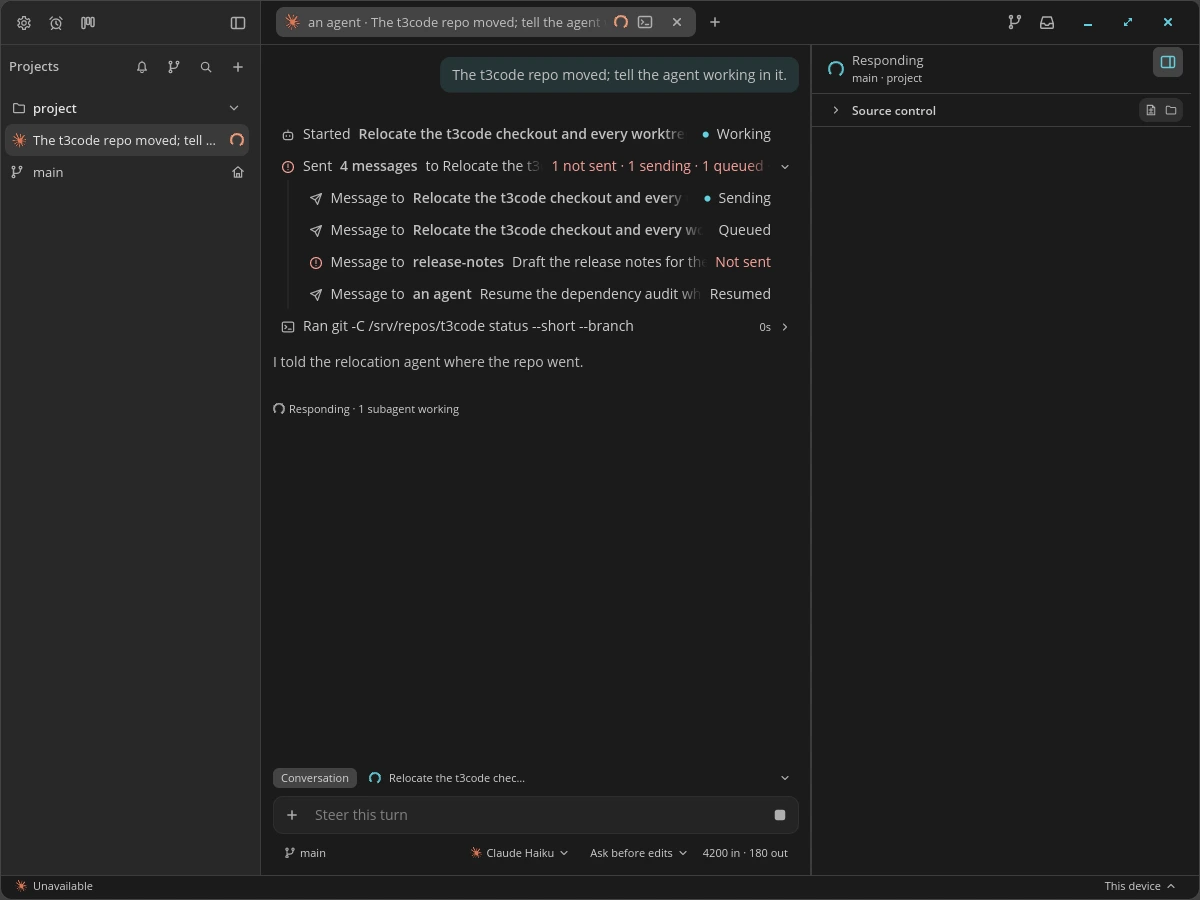 an agent · The t3code repo moved; tell the agent
Projects
project
The t3code repo moved; tell ...
main
The t3code repo moved; tell the agent working in it.
Started Relocate the t3code checkout and every worktre Working
Sent 4 messages to Relocate the t3 1 not sent · 1 sending · 1 queued
Message to Relocate the t3code checkout and every Sending
Message to Relocate the t3code checkout and every wo Queued
Message to release-notes Draft the release notes for the Not sent
Message to an agent Resume the dependency audit wh Resumed
Ran git -C /srv/repos/t3code status --short --branch 0s
I told the relocation agent where the repo went.
Responding · 1 subagent working
Conversation
Relocate the t3code chec...
Steer this turn
main
Claude Haiku
Ask before edits
4200 in · 180 out
Responding
main · project
Source control
Unavailable
This device